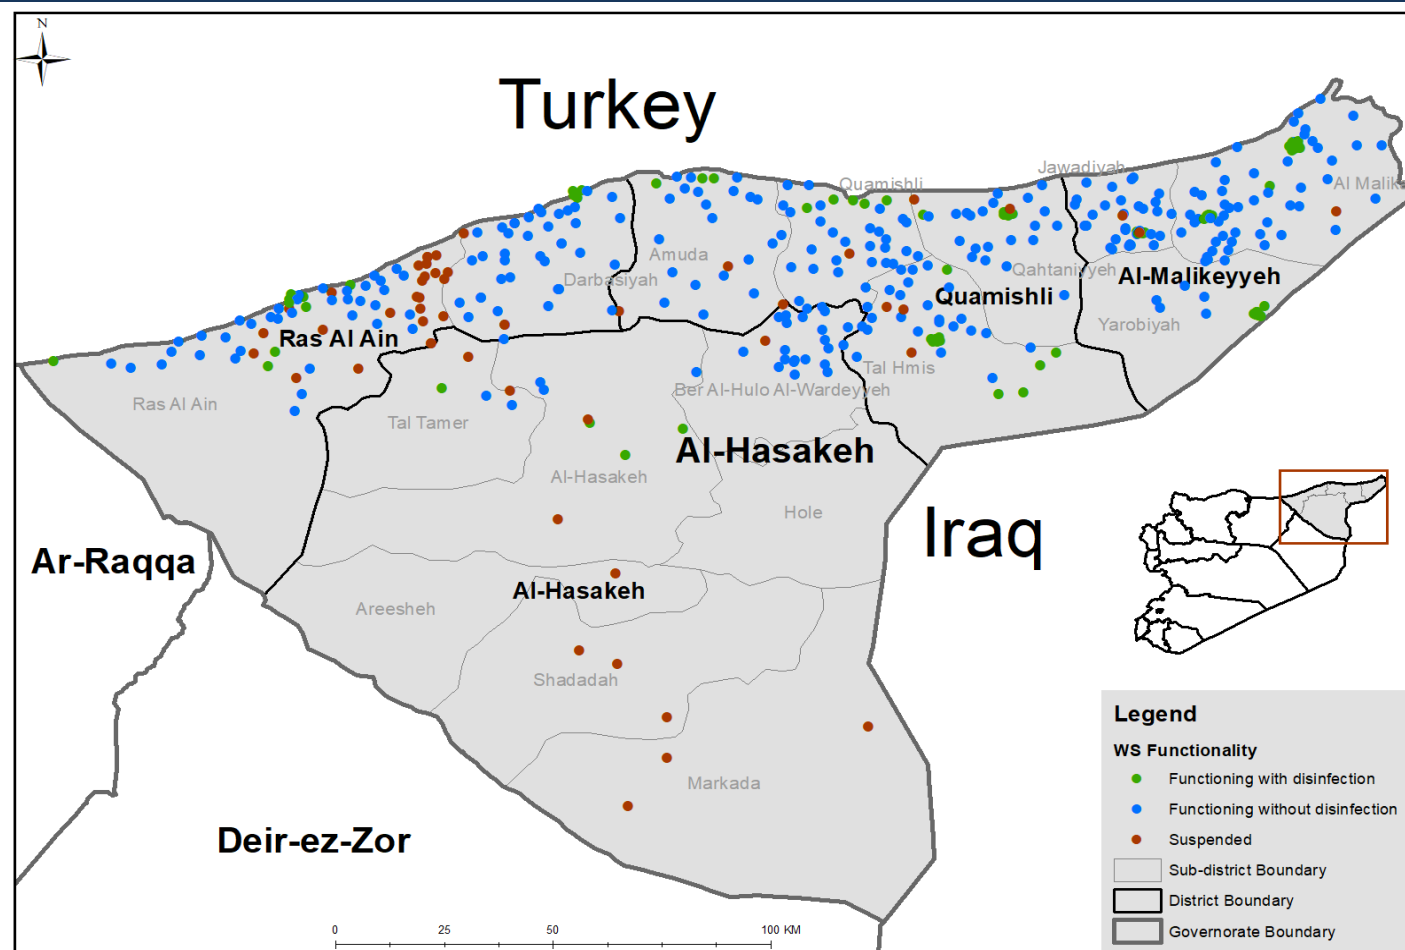 N
Turkey
Jawadiyah
Quamishli
Al Malik
Amuda
Darbasiyah
Qahtaniyyeh
Al-Malikeyyeh
Quamishli
Yarobiyah
Ras Al Ain
Tal Hmis
Ber Al-Hulo Al-Wardeyyeh
Ras Al Ain
Tal Tamer
Al-Hasakeh
Al-Hasakeh
Hole
Iraq
Ar-Raqqa
Al-Hasakeh
Areesheh
Shadadah
Markada
Deir-ez-Zor
Legend
WS Functionality
Functioning with disinfection
Functioning without disinfection
Suspended
Sub-district Boundary
District Boundary
Governorate Boundary
0 25 50 100 KM